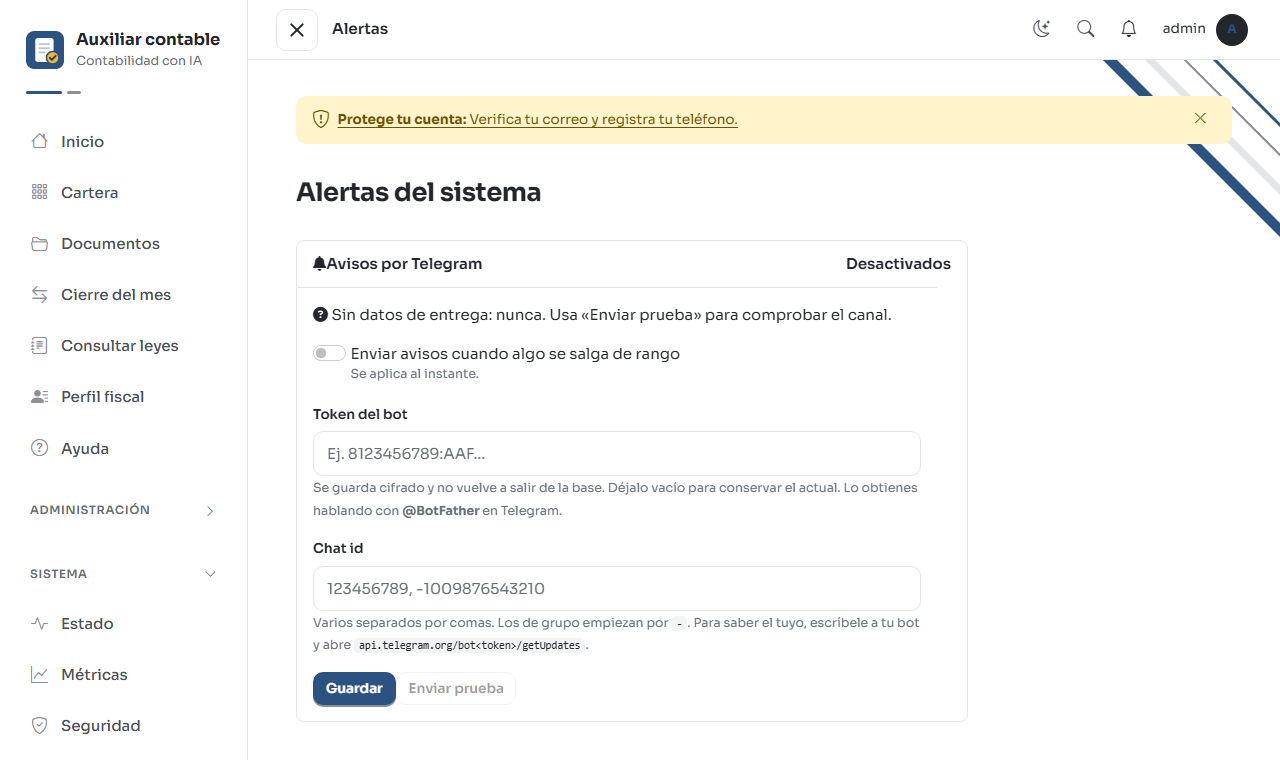 Auxiliar contable
Contabilidad con IA
Inicio
Cartera
Documentos
Cierre del mes
Consultar leyes
Perfil fiscal
Ayuda
ADMINISTRACIÓN
SISTEMA
Estado
Métricas
Seguridad
Alertas
admin
A
Protege tu cuenta: Verifica tu correo y registra tu teléfono.
Alertas del sistema
Avisos por Telegram
Desactivados
Sin datos de entrega: nunca. Usa «Enviar prueba» para comprobar el canal.
Enviar avisos cuando algo se salga de rango
Se aplica al instante.
Token del bot
Ej. 8123456789:AAF...
Se guarda cifrado y no vuelve a salir de la base. Déjalo vacío para conservar el actual. Lo obtienes
hablando con @BotFather en Telegram.
Chat id
123456789, -1009876543210
Varios separados por comas. Los de grupo empiezan por - . Para saber el tuyo, escríbele a tu bot
y abre api.telegram.org/bot<token>/getUpdates .
Guardar
Enviar prueba